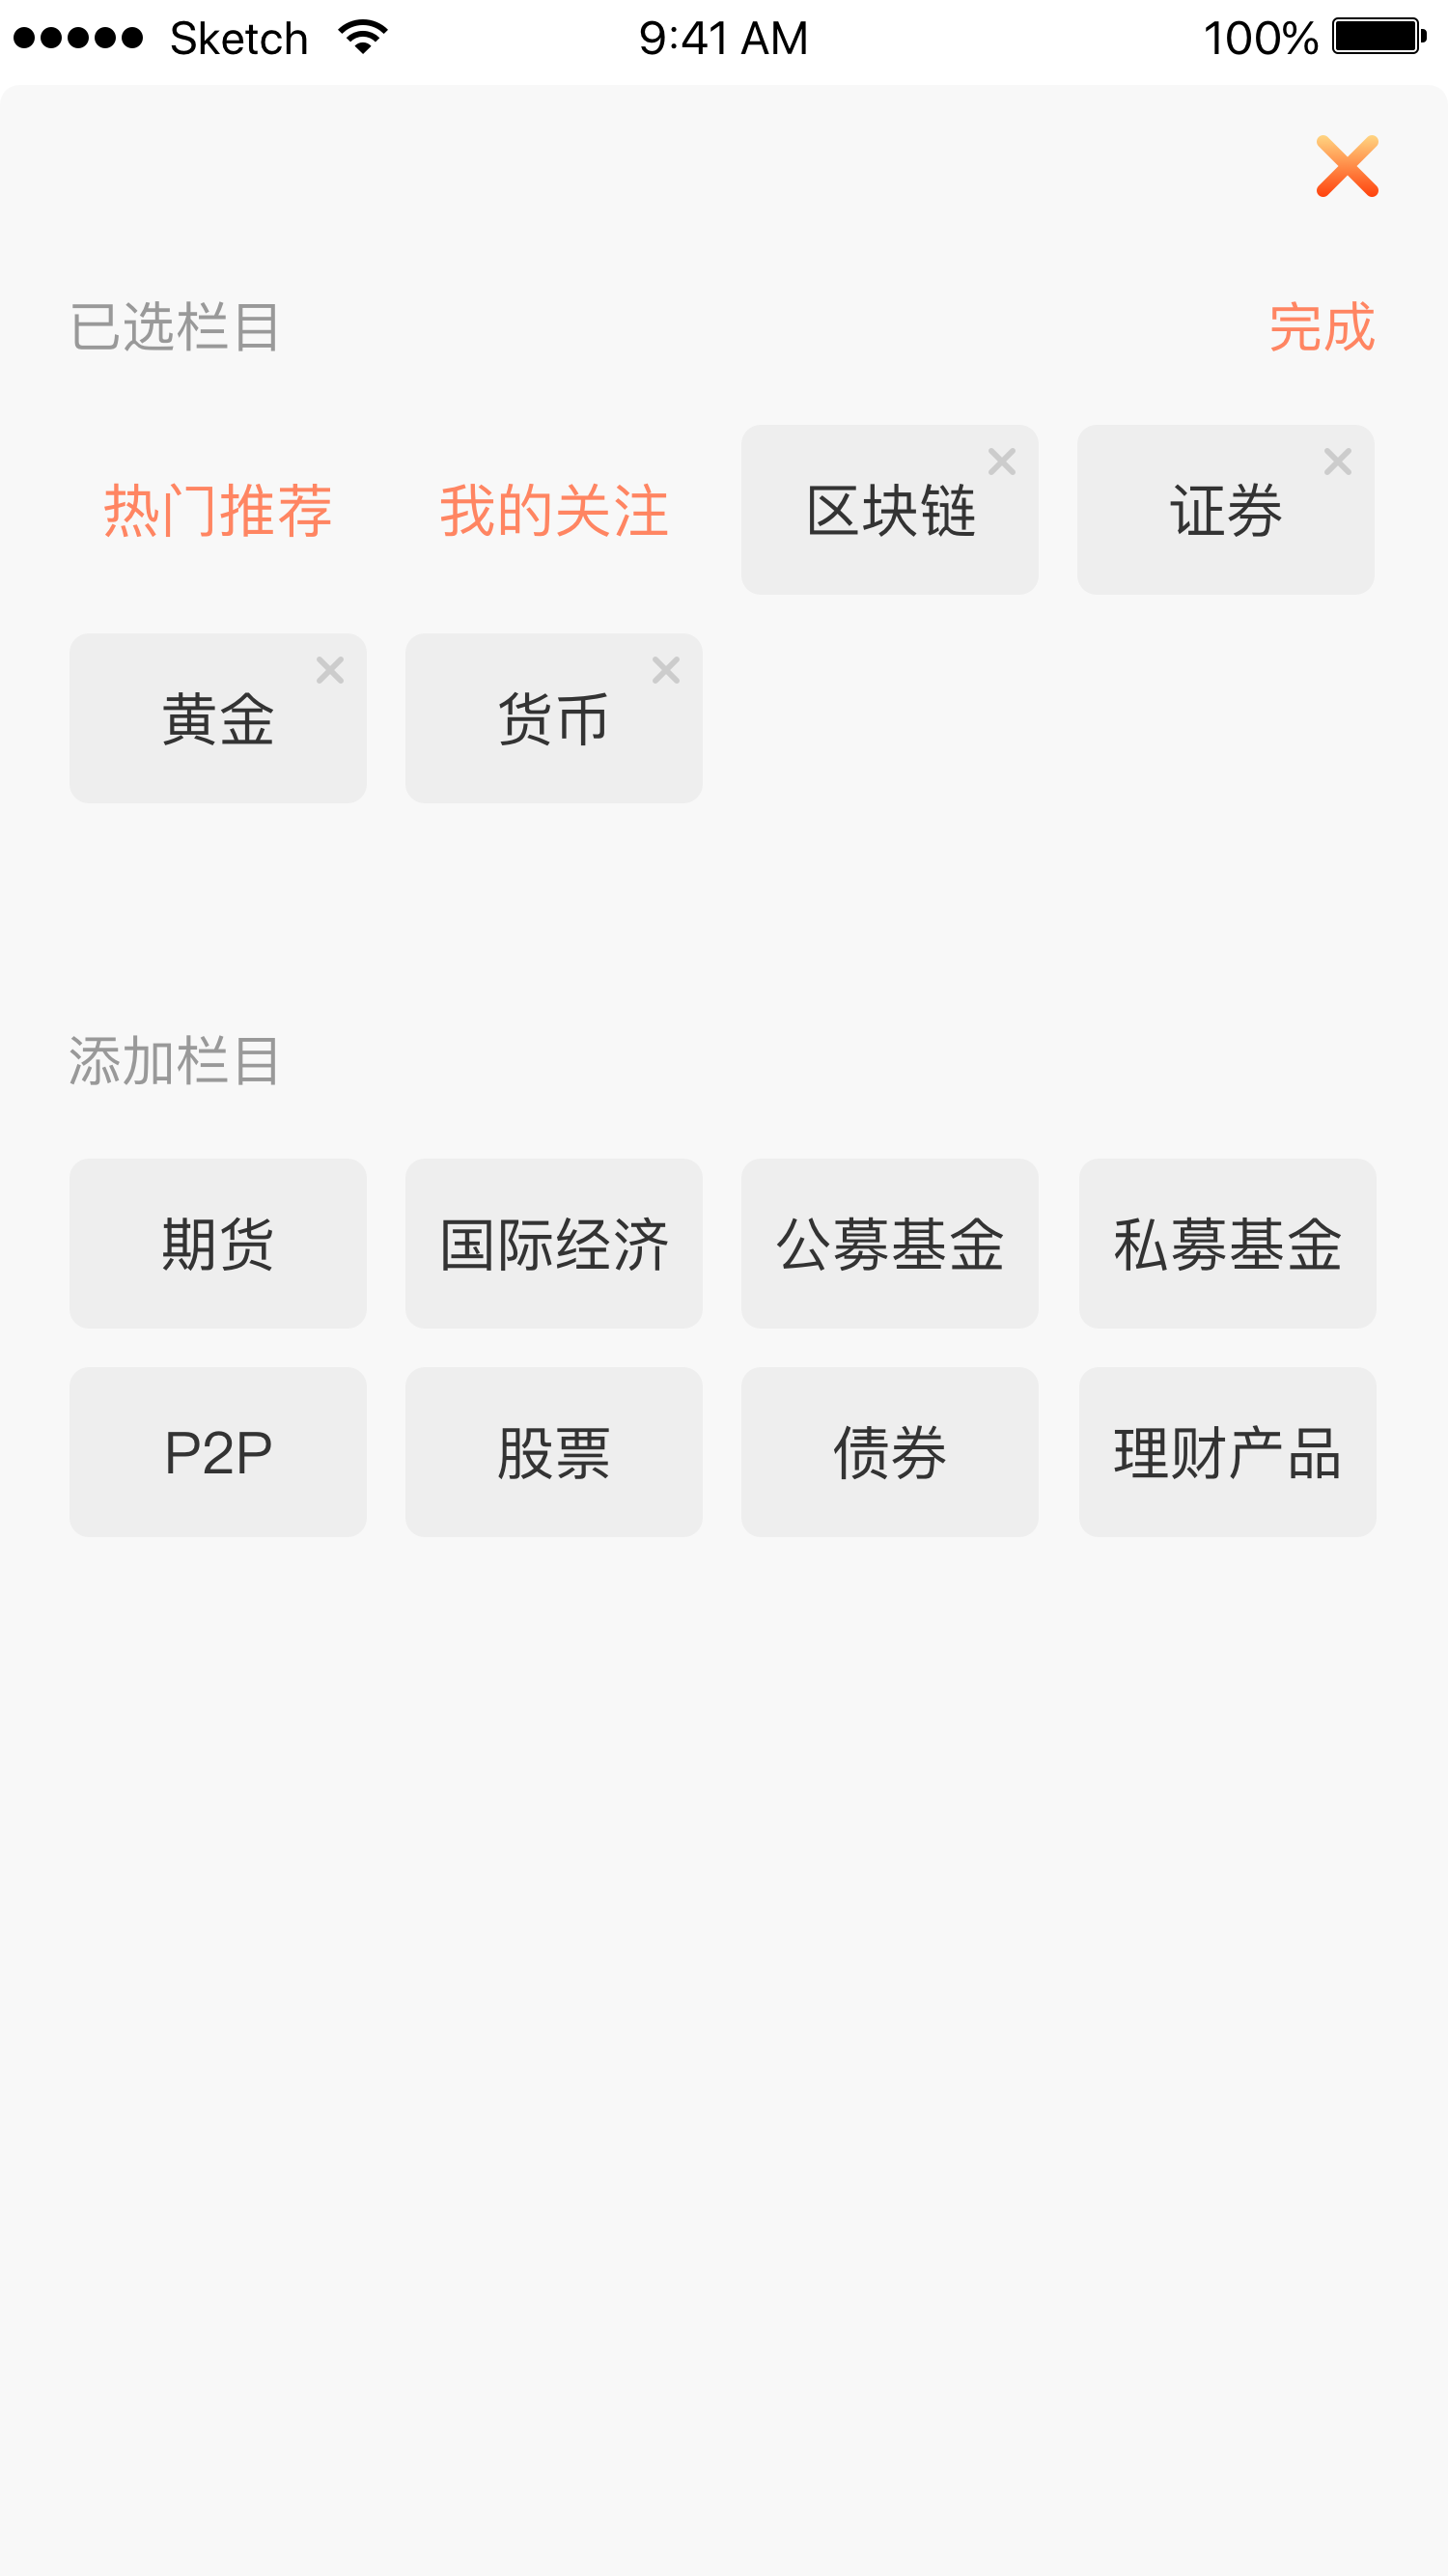 Sketch 9:41 AM 100%
已选栏目 完成
热门推荐 我的关注 区块链 证券
黄金 货币
添加栏目
期货 国际经济 公募基金 私募基金
P2P 股票 债券 理财产品